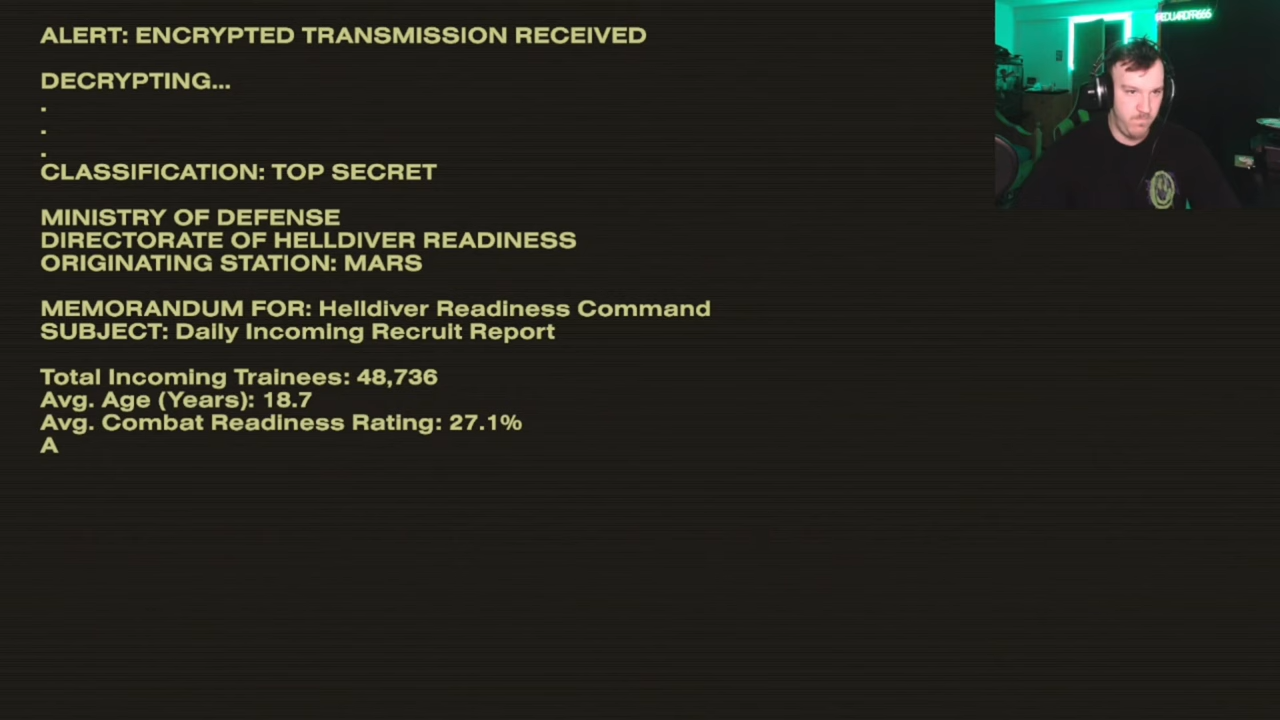 ALERT: ENCRYPTED TRANSMISSION RECEIVED
DECRYPTING...
.
.
.
CLASSIFICATION: TOP SECRET
MINISTRY OF DEFENSE
DIRECTORATE OF HELLDIVER READINESS
ORIGINATING STATION: MARS
MEMORANDUM FOR: Helldiver Readiness Command
SUBJECT: Daily Incoming Recruit Report
Total Incoming Trainees: 48,736
Avg. Age (Years): 18.7
Avg. Combat Readiness Rating: 27.1%
A